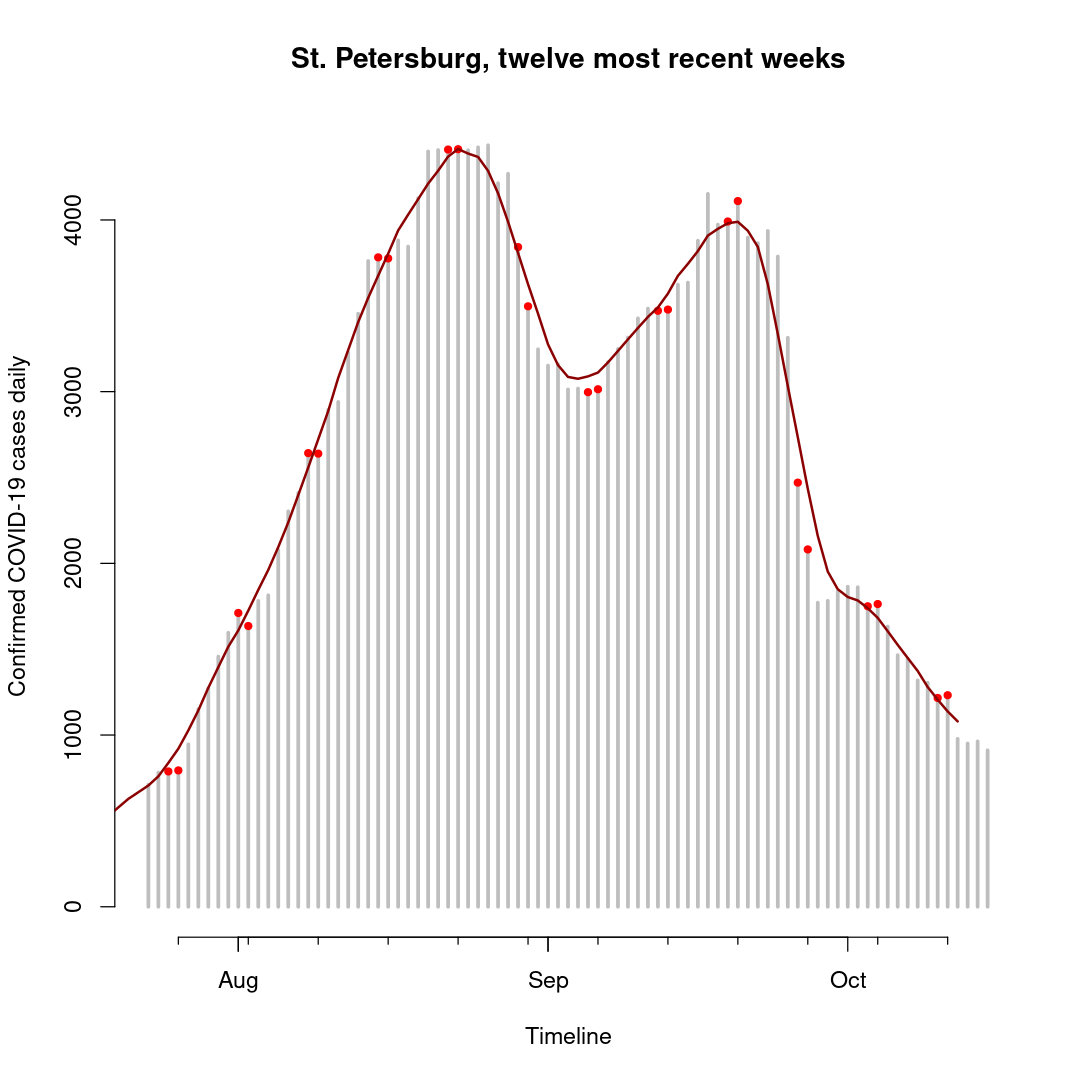 St. Petersburg, twelve most recent weeks
Confirmed COVID-19 cases daily
4000
3000
2000
1000
0
Aug Sep Oct
Timeline